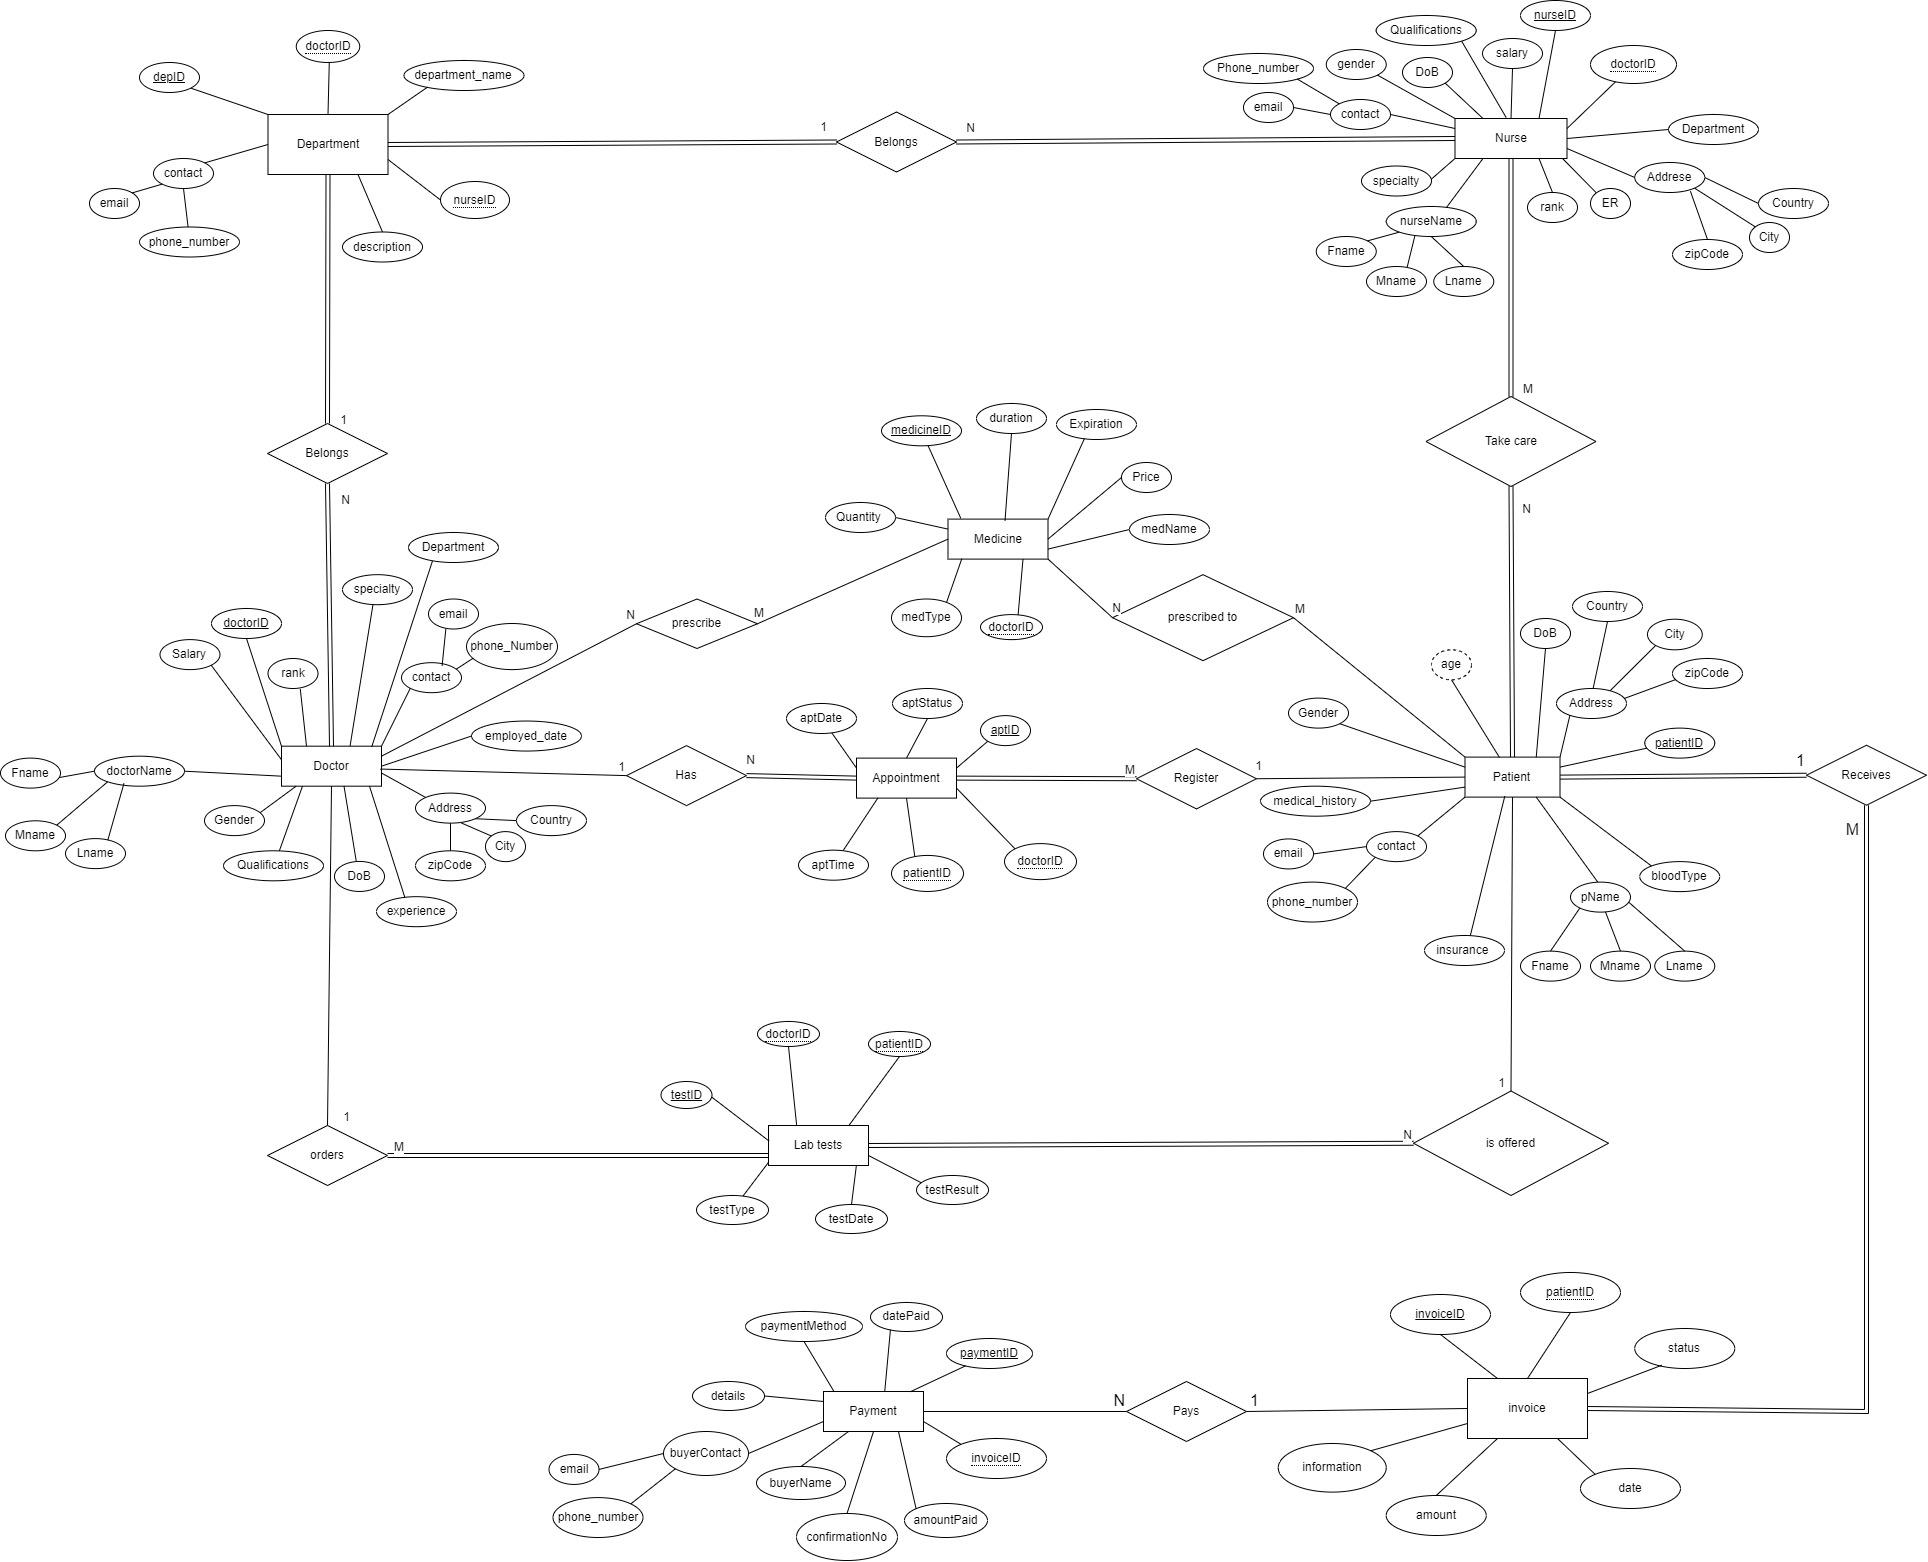 doctorID
depID
department_name
Department
contact
email
phone_number
nurseID
description
1
Belongs
N
nurseID
Qualifications
salary
doctorID
gender
DoB
Phone_number
email
contact
Nurse
Department
specialty
Addrese
rank
ER
Country
nurseName
City
Fname
zipCode
Mname
Lname
M
Take care
N
1
Belongs
N
medicineID
duration
Expiration
Price
Quantity
medName
Medicine
medType
doctorID
N
prescribe
M
N
prescribed to
M
Department
specialty
email
doctorID
phone_Number
Salary
rank
contact
employed_date
Doctor
Fname
doctorName
Mname
Lname
Gender
Address
Country
City
zipCode
Qualifications
DoB
experience
1
Has
N
aptStatus
aptDate
aptID
Appointment
aptTime
patientID
doctorID
M
Register
1
Country
DoB
City
age
zipCode
Address
Gender
patientID
Patient
medical_history
contact
email
phone_number
bloodType
pName
insurance
Fname
Mname
Lname
1
Receives
M
1
orders
M
doctorID
patientID
testID
Lab tests
testResult
testType
testDate
N
1
is offered
datePaid
paymentMethod
paymentID
details
Payment
buyerContact
invoiceID
email
buyerName
phone_number
amountPaid
confirmationNo
N
Pays
1
patientID
invoiceID
status
invoice
information
date
amount